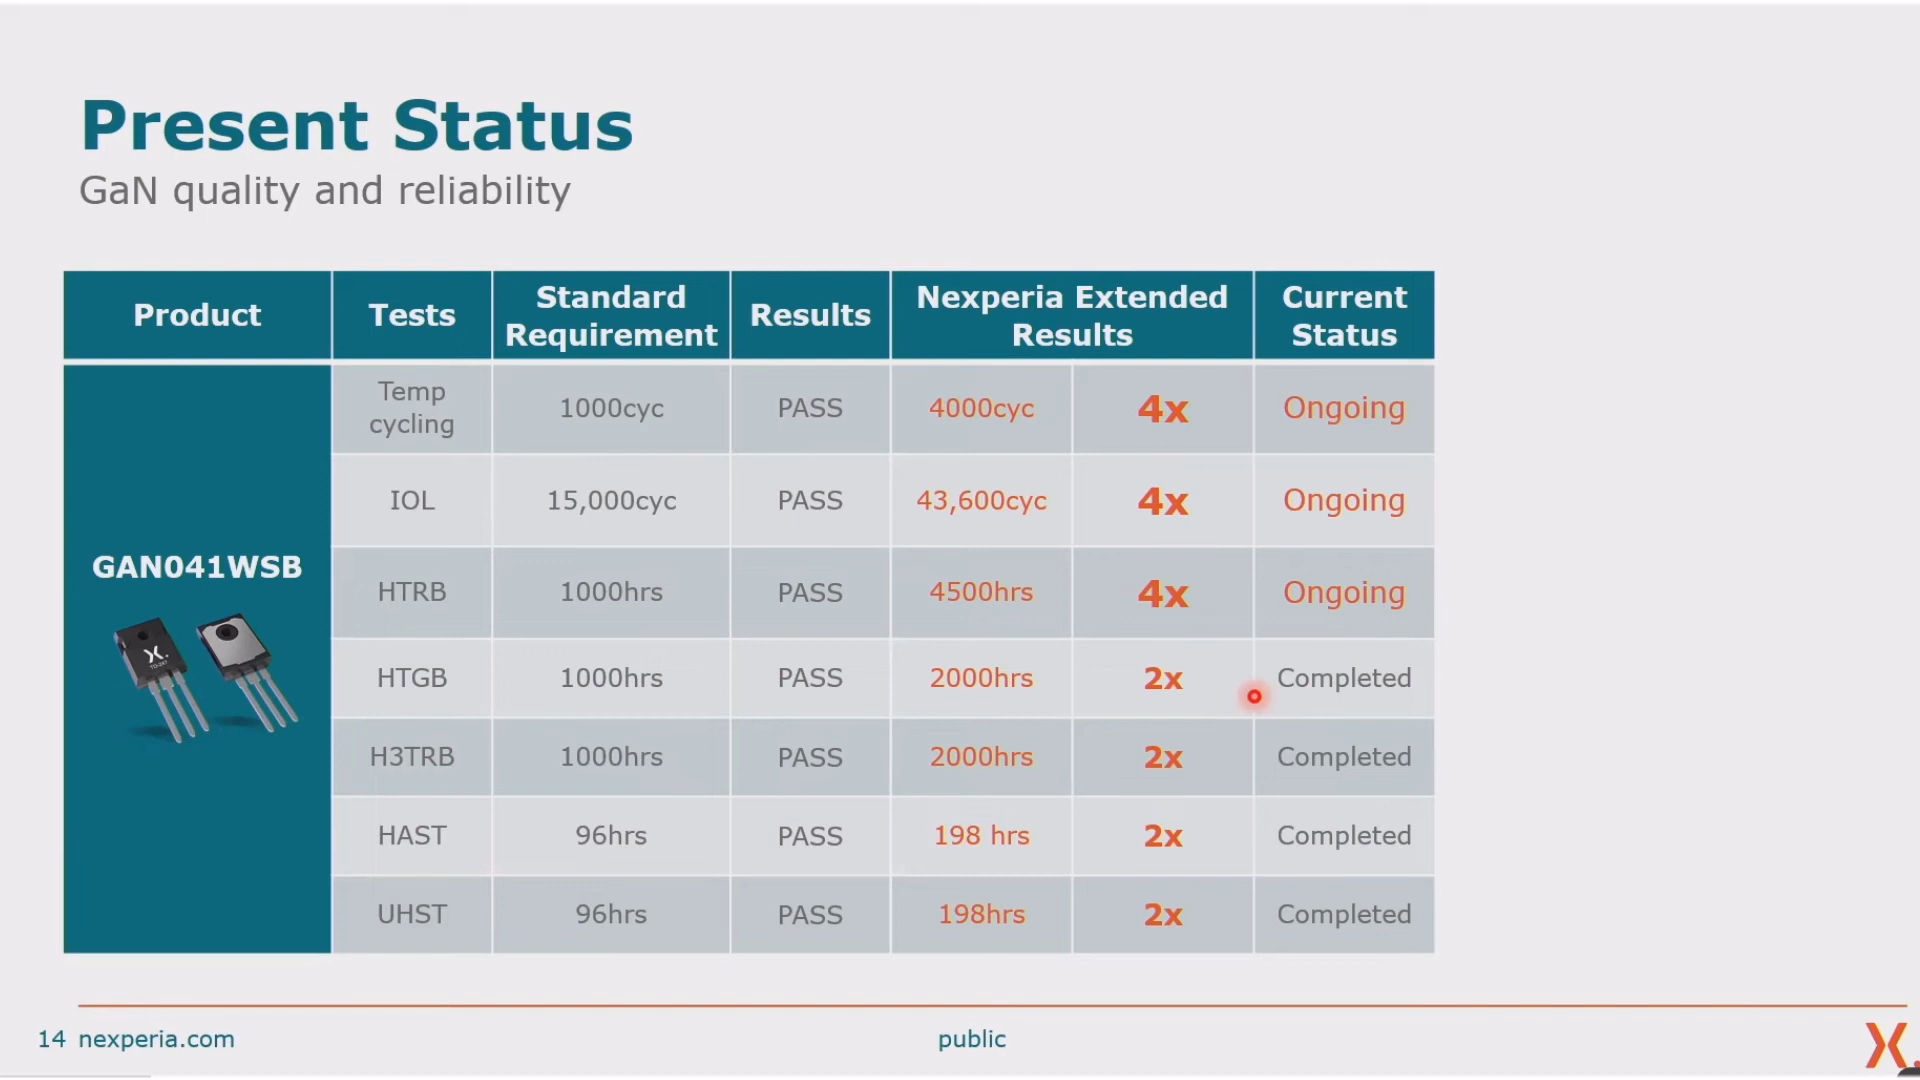 Present Status
GaN quality and reliability
Product
Tests
Standard
Requirement
Results
Nexperia Extended
Results
Current
Status
GAN041WSB
Temp
cycling
1000cyc
PASS
4000cyc
4x
Ongoing
IOL
15,000cyc
PASS
43,600cyc
4x
Ongoing
HTRB
1000hrs
PASS
4500hrs
4x
Ongoing
HTGB
1000hrs
PASS
2000hrs
2x
Completed
H3TRB
1000hrs
PASS
2000hrs
2x
Completed
HAST
96hrs
PASS
198 hrs
2x
Completed
UHST
96hrs
PASS
198hrs
2x
Completed
14 nexperia.com
public